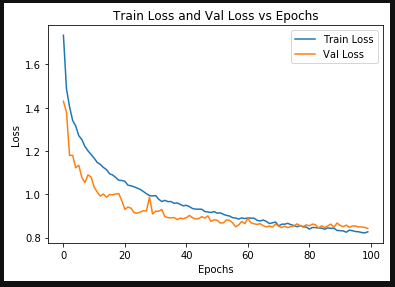 Train Loss and Val Loss vs Epochs
Train Loss
Val Loss
Loss
1.6
1.4
1.2
1.0
0.8
0 20 40 60 80 100
Epochs